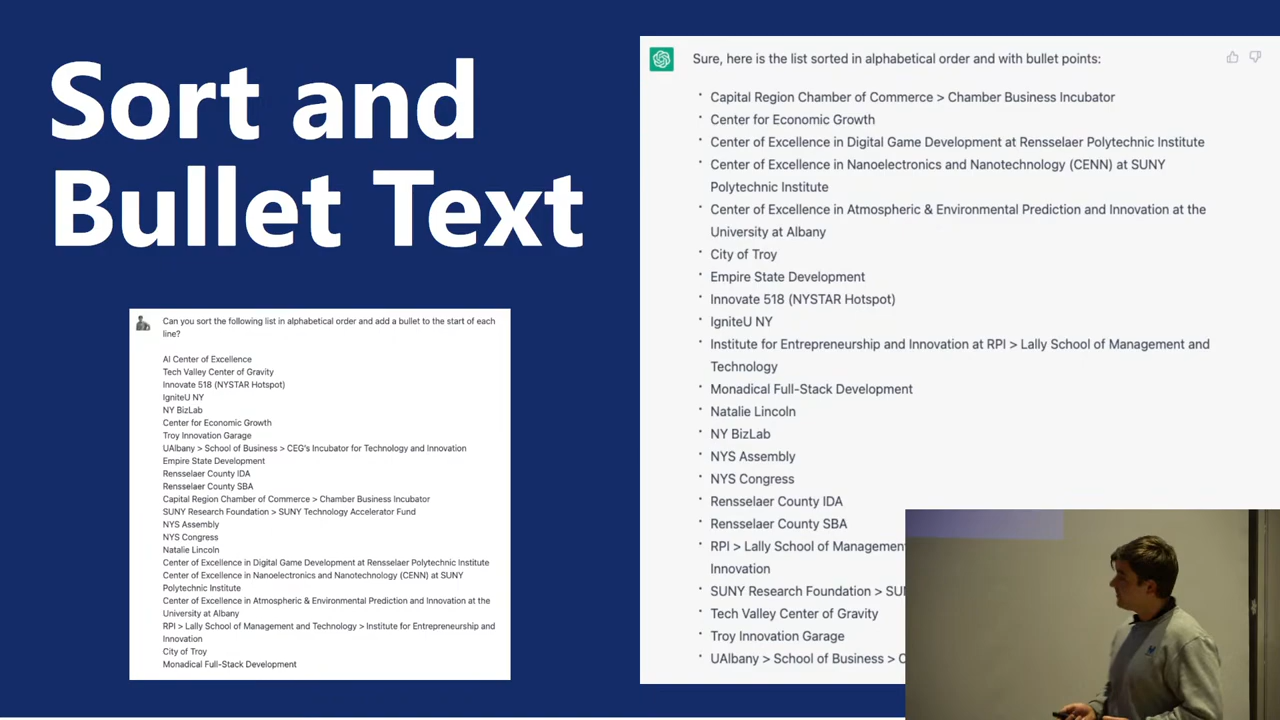 Sort and
Bullet Text
Can you sort the following list in alphabetical order and add a bullet to the start of each
line?
AI Center of Excellence
Tech Valley Center of Gravity
Innovate 518 (NYSTAR Hotspot)
IgniteU NY
NY BizLab
Center for Economic Growth
Troy Innovation Garage
UAlbany > School of Business > CEG's Incubator for Technology and Innovation
Empire State Development
Rensselaer County IDA
Rensselaer County SBA
Capital Region Chamber of Commerce > Chamber Business Incubator
SUNY Research Foundation > SUNY Technology Accelerator Fund
NYS Assembly
NYS Congress
Natalie Lincoln
Center of Excellence in Digital Game Development at Rensselaer Polytechnic Institute
Center of Excellence in Nanoelectronics and Nanotechnology (CENN) at SUNY
Polytechnic Institute
Center of Excellence in Atmospheric & Environmental Prediction and Innovation at the
University at Albany
RPI > Lally School of Management and Technology > Institute for Entrepreneurship and
Innovation
City of Troy
Monadical Full-Stack Development
Sure, here is the list sorted in alphabetical order and with bullet points:
• Capital Region Chamber of Commerce > Chamber Business Incubator
• Center for Economic Growth
• Center of Excellence in Digital Game Development at Rensselaer Polytechnic Institute
• Center of Excellence in Nanoelectronics and Nanotechnology (CENN) at SUNY
Polytechnic Institute
• Center of Excellence in Atmospheric & Environmental Prediction and Innovation at the
University at Albany
• City of Troy
• Empire State Development
• Innovate 518 (NYSTAR Hotspot)
• IgniteU NY
• Institute for Entrepreneurship and Innovation at RPI > Lally School of Management and
Technology
• Monadical Full-Stack Development
• Natalie Lincoln
• NY BizLab
• NYS Assembly
• NYS Congress
• Rensselaer County IDA
• Rensselaer County SBA
• RPI > Lally School of Management
Innovation
• SUNY Research Foundation >
• Tech Valley Center of Gravity
• Troy Innovation Garage
• UAlbany > School of Business >